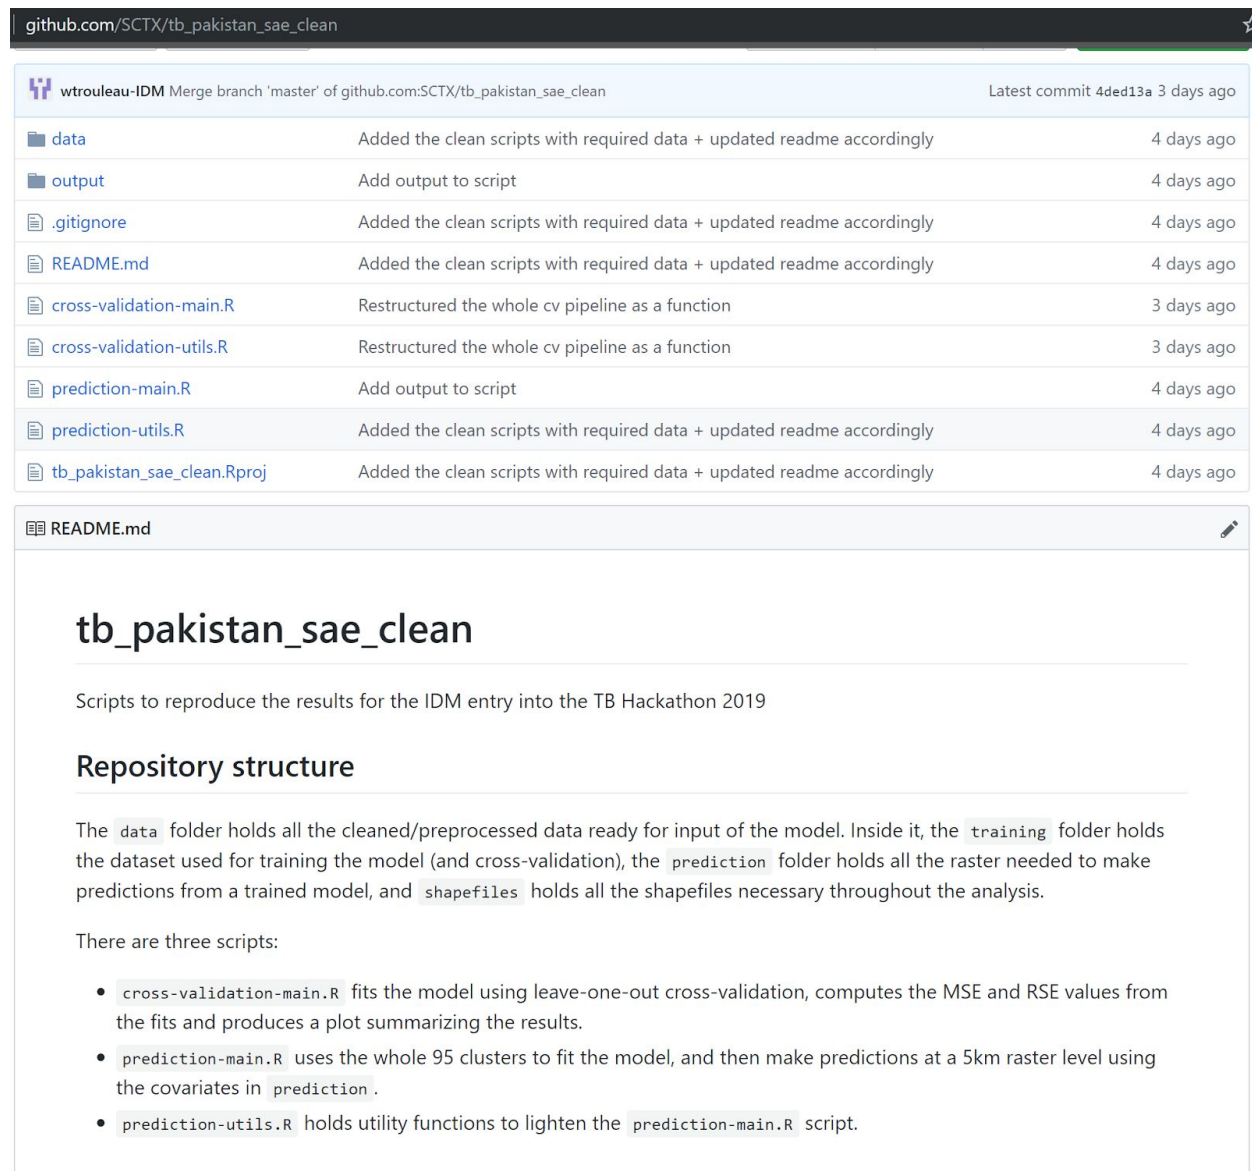 github.com/SCTX/tb_pakistan_sae_clean
wtrouleau-IDM Merge branch 'master' of github.com:SCTX/tb_pakistan_sae_clean Latest commit 4ded13a 3 days ago
data Added the clean scripts with required data + updated readme accordingly 4 days ago
output Add output to script 4 days ago
.gitignore Added the clean scripts with required data + updated readme accordingly 4 days ago
README.md Added the clean scripts with required data + updated readme accordingly 4 days ago
cross-validation-main.R Restructured the whole cv pipeline as a function 3 days ago
cross-validation-utils.R Restructured the whole cv pipeline as a function 3 days ago
prediction-main.R Add output to script 4 days ago
prediction-utils.R Added the clean scripts with required data + updated readme accordingly 4 days ago
tb_pakistan_sae_clean.Rproj Added the clean scripts with required data + updated readme accordingly 4 days ago
README.md
tb_pakistan_sae_clean
Scripts to reproduce the results for the IDM entry into the TB Hackathon 2019
Repository structure
The data folder holds all the cleaned/preprocessed data ready for input of the model. Inside it, the training folder holds
the dataset used for training the model (and cross-validation), the prediction folder holds all the raster needed to make
predictions from a trained model, and shapefiles holds all the shapefiles necessary throughout the analysis.
There are three scripts:
• cross-validation-main.R fits the model using leave-one-out cross-validation, computes the MSE and RSE values from
the fits and produces a plot summarizing the results.
• prediction-main.R uses the whole 95 clusters to fit the model, and then make predictions at a 5km raster level using
the covariates in prediction.
• prediction-utils.R holds utility functions to lighten the prediction-main.R script.